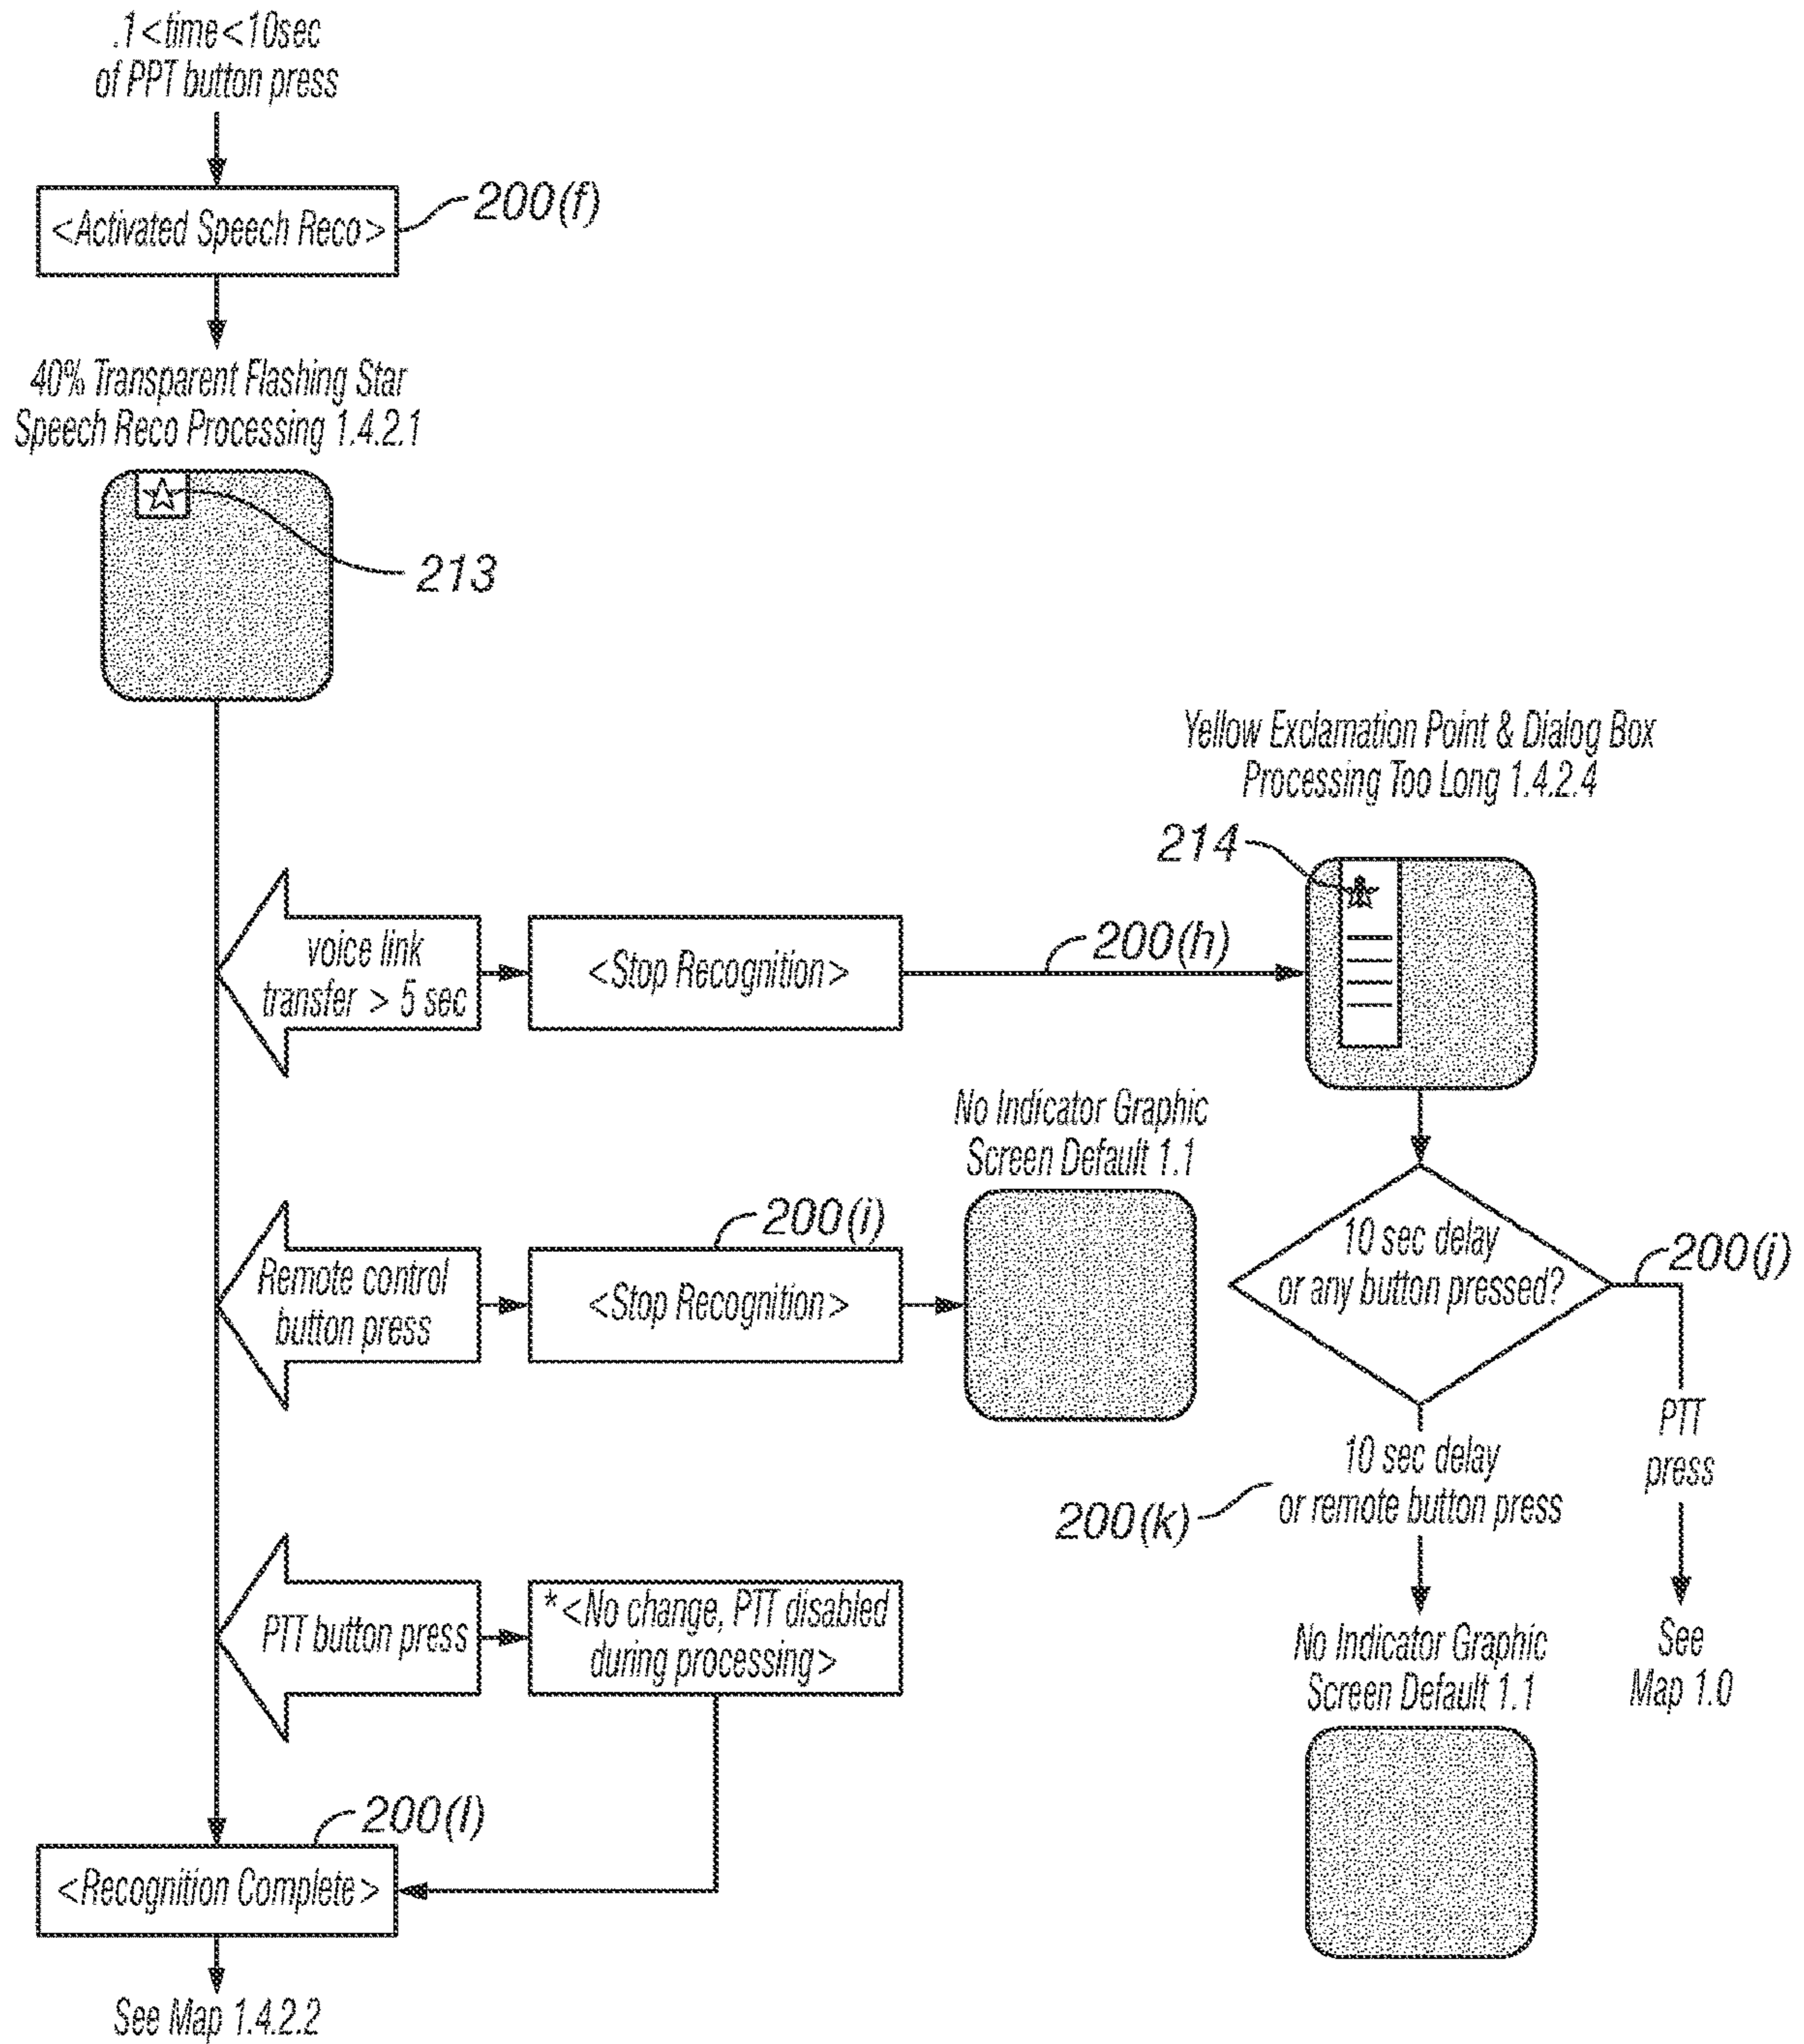 .1<time<10sec
of PPT button press
<Activated Speech Reco>
200(f)
40% Transparent Flashing Star
Speech Reco Processing 1.4.2.1
213
Yellow Exclamation Point & Dialog Box
Processing Too Long 1.4.2.4
214
voice link
transfer > 5 sec
<Stop Recognition>
200(h)
No Indicator Graphic
Screen Default 1.1
Remote control
button press
200(i)
<Stop Recognition>
10 sec delay
or any button pressed?
200(j)
PTT
press
See
Map 1.0
10 sec delay
or remote button press
200(k)
No Indicator Graphic
Screen Default 1.1
PTT button press
*<No change, PTT disabled
during processing>
200(l)
<Recognition Complete>
See Map 1.4.2.2